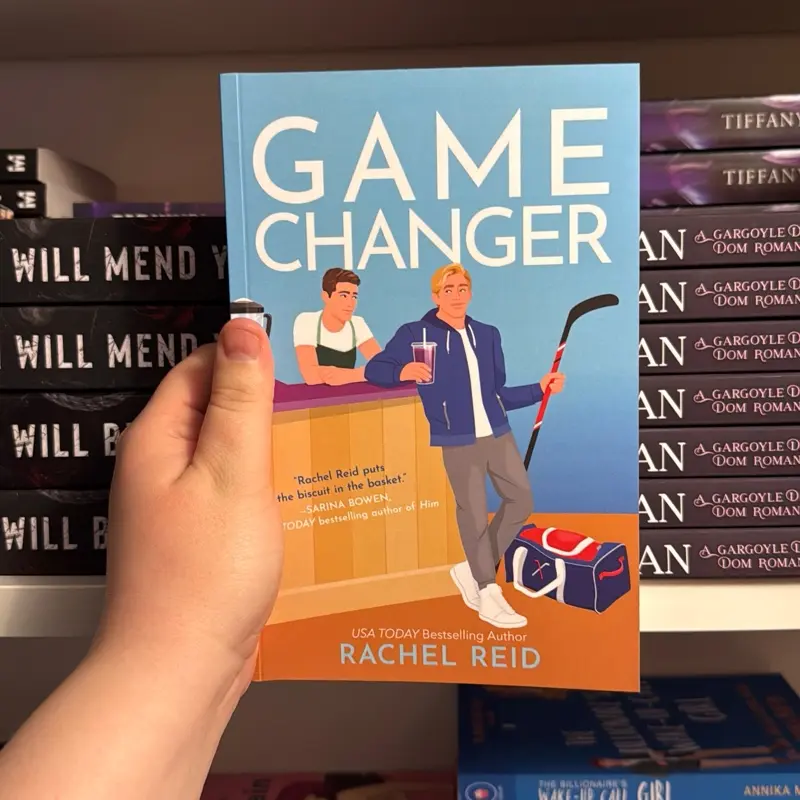 GAME
CHANGER
"Rachel Reid puts
the biscuit in the basket."
–SARINA BOWEN,
TODAY bestselling author of Him
USA TODAY Bestselling Author
RACHEL REID
M
M
WILL MEND Y
WILL MEND
WILL B
WILL B
TIFFANY
TIFFANY
AN A GARGOYLE D
DOM ROMAN
AN A GARGOYLE D
DOM ROMAN
AN A GARGOYLE D
DOM ROMAN
AN A GARGOYLE D
DOM ROMAN
AN A GARGOYLE D
DOM ROMAN
AN A GARGOYLE D
DOM ROMAN
AN A GARGOYLE D
DOM ROMAN
THE BILLIONAIRE'S
WAKE-UP CALL GIRL
ANNIKA M